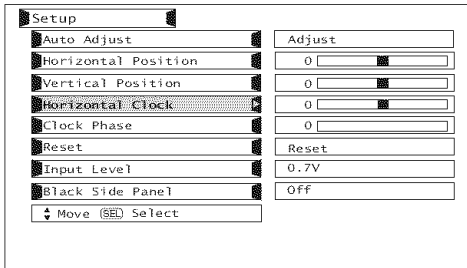 Setup
Auto Adjust Adjust
Horizontal Position 0
Vertical Position 0
Horizontal Clock 0
Clock Phase 0
Reset Reset
Input Level 0.7V
Black Side Panel Off
Move SEL Select